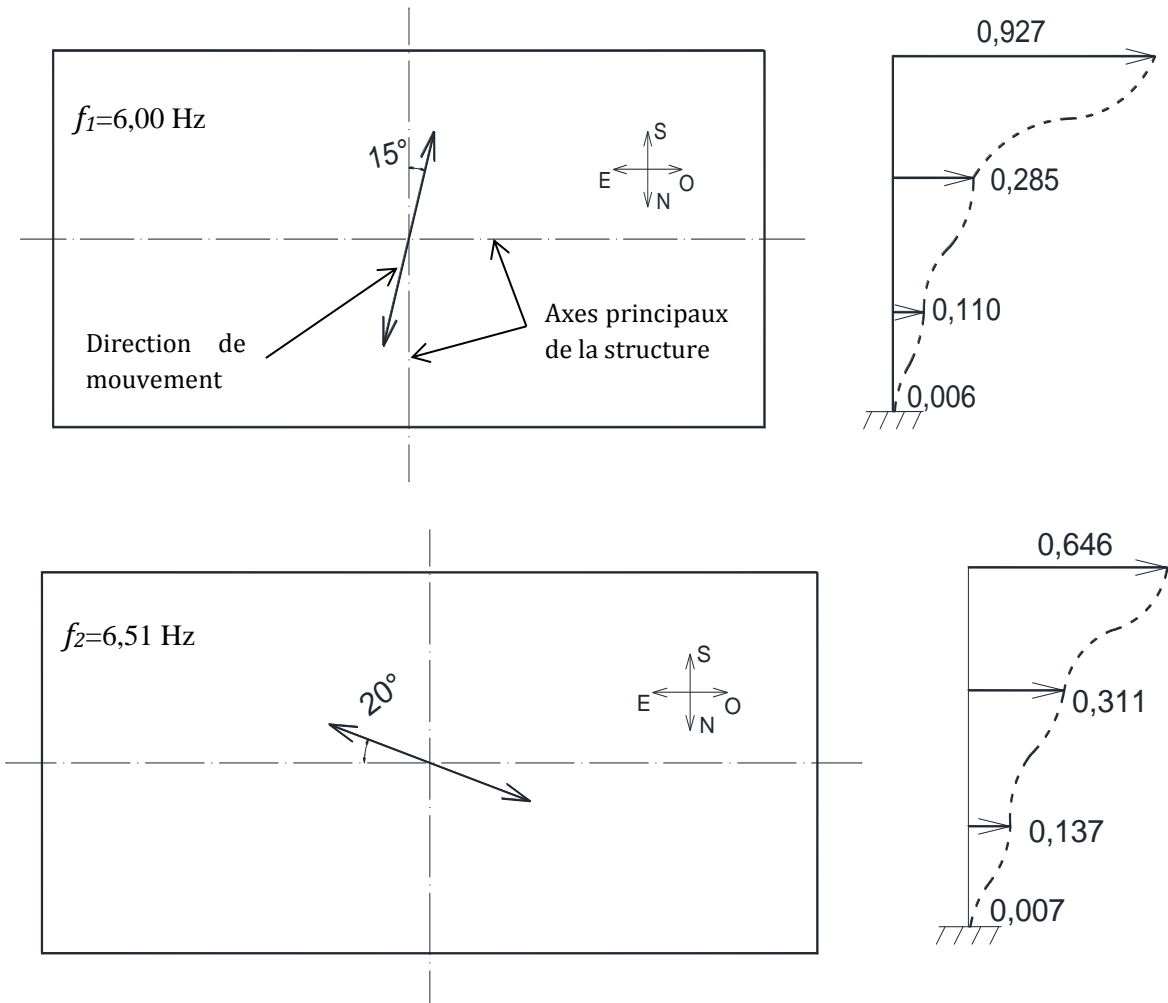 0,927
f1=6,00 Hz
15°
S
E
O
N
0,285
0,110
Direction de
mouvement
Axes principaux
de la structure
0,006
0,646
f2=6,51 Hz
20°
S
E
O
N
0,311
0,137
0,007